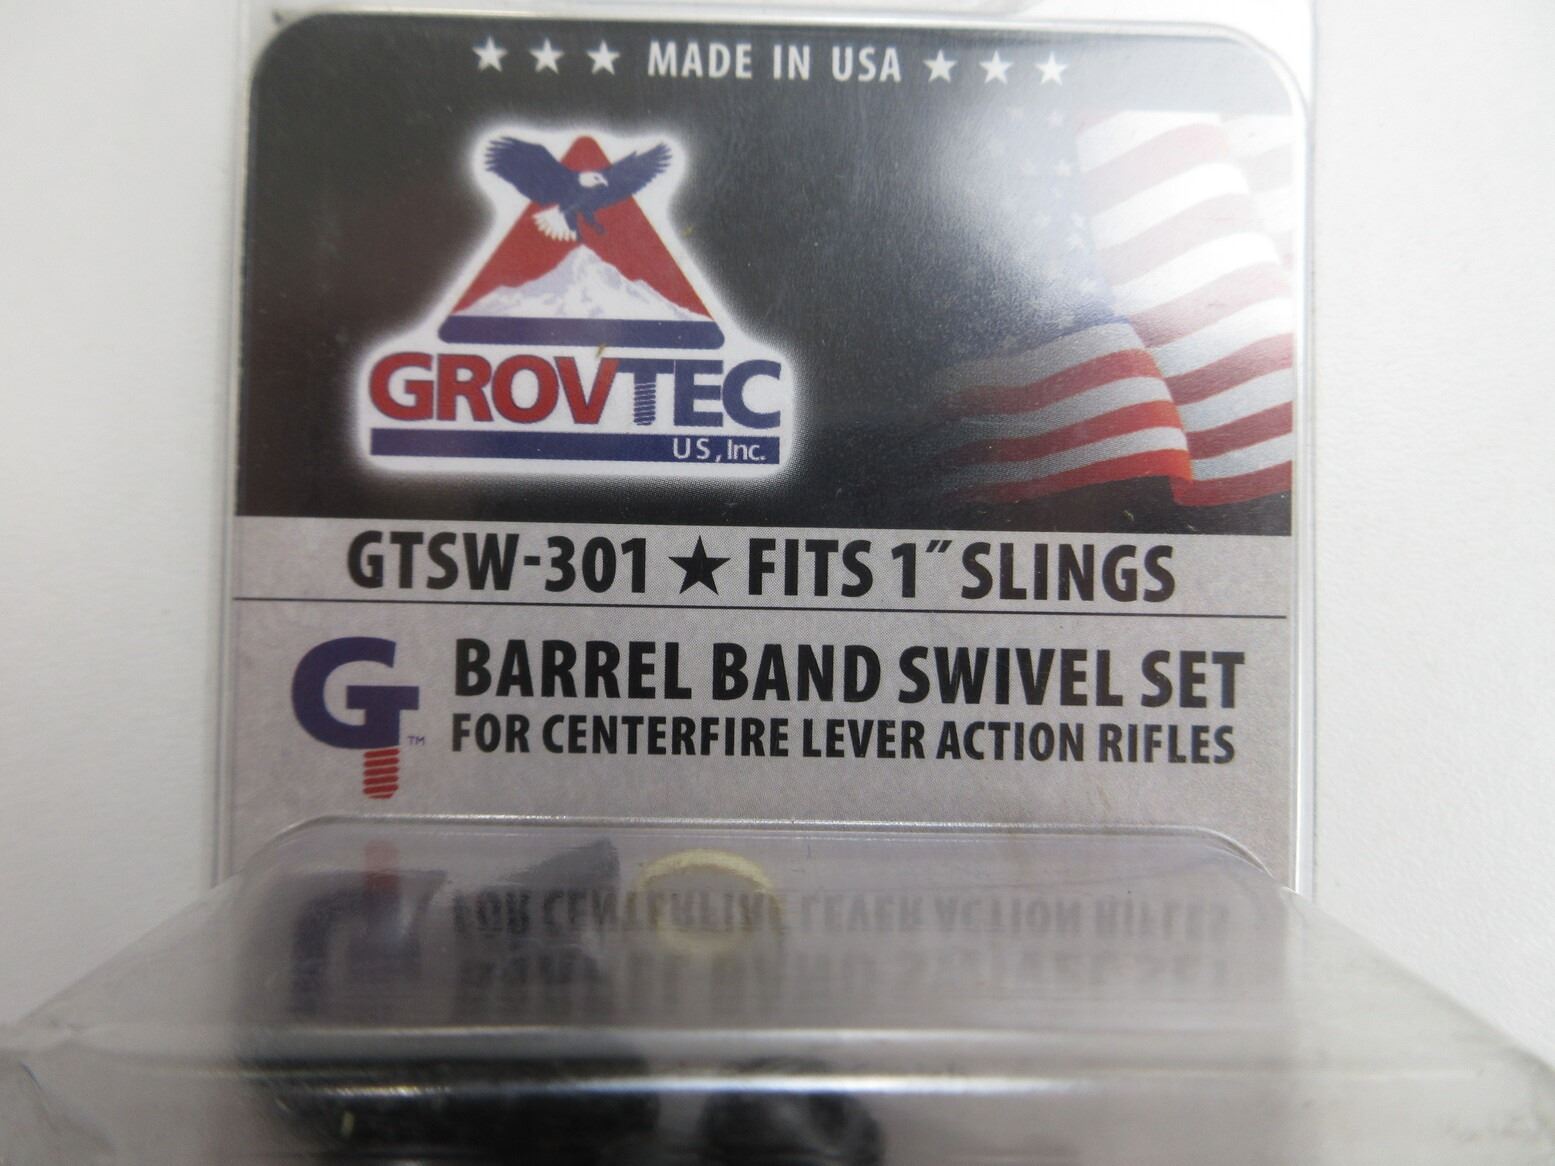 ★ ★ ★ MADE IN USA ★ ★ ★
GROVTEC
US, Inc.
GTSW-301 ★ FITS 1" SLINGS
G™
BARREL BAND SWIVEL SET
FOR CENTERFIRE LEVER ACTION RIFLES